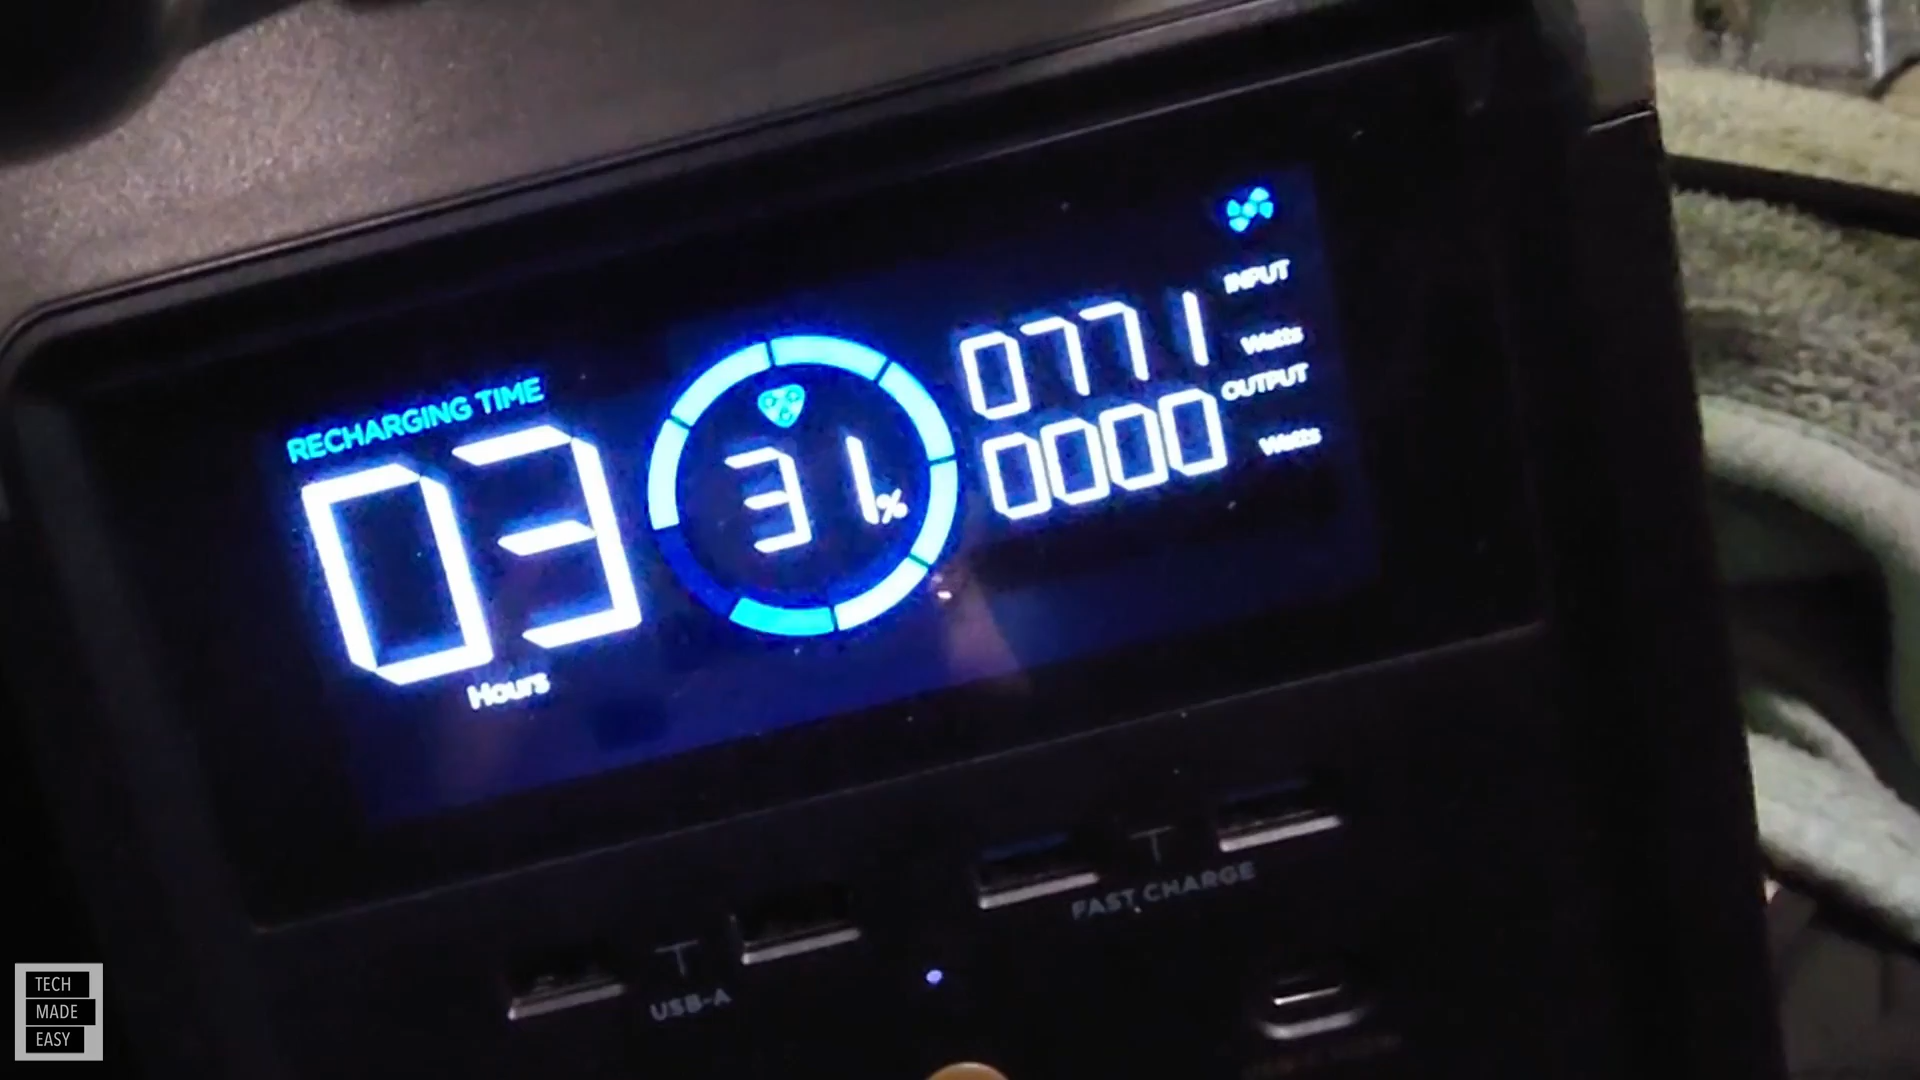 RECHARGING TIME
03
Hours
31%
INPUT
0771
Watts
OUTPUT
0000
Watts
FAST CHARGE
USB-A
TECH
MADE
EASY